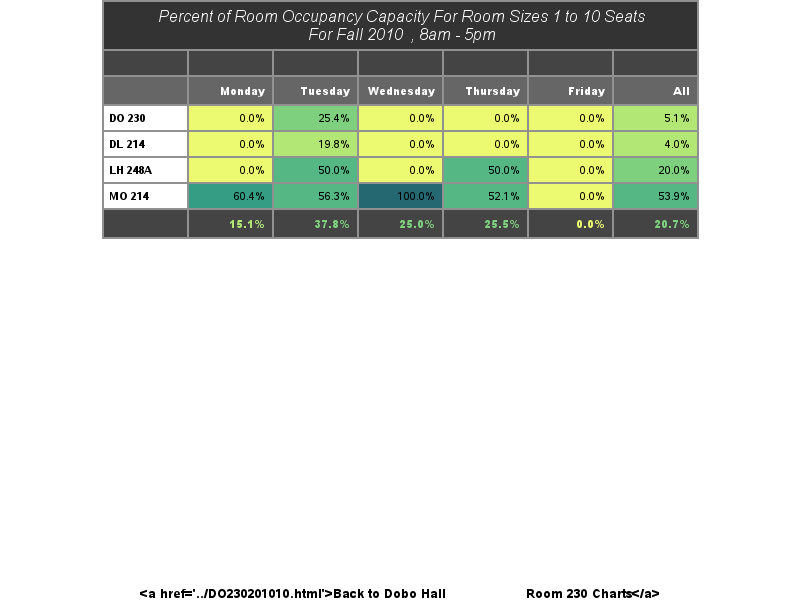 Percent of Room Occupancy Capacity For Room Sizes 1 to 10 Seats
For Fall 2010 , 8am - 5pm
Monday Tuesday Wednesday Thursday Friday All
DO 230 0.0% 25.4% 0.0% 0.0% 0.0% 5.1%
DL 214 0.0% 19.8% 0.0% 0.0% 0.0% 4.0%
LH 248A 0.0% 50.0% 0.0% 50.0% 0.0% 20.0%
MO 214 60.4% 56.3% 100.0% 52.1% 0.0% 53.9%
15.1% 37.8% 25.0% 25.5% 0.0% 20.7%
<a href='../DO230201010.html'>Back to Dobo Hall Room 230 Charts</a>